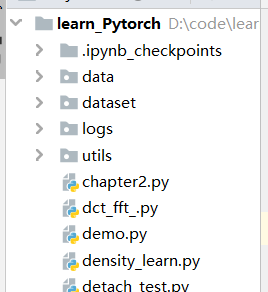 learn_Pytorch D:\code\lear
.ipynb_checkpoints
data
dataset
logs
utils
chapter2.py
dct_fft_.py
demo.py
density_learn.py
detach_test.py